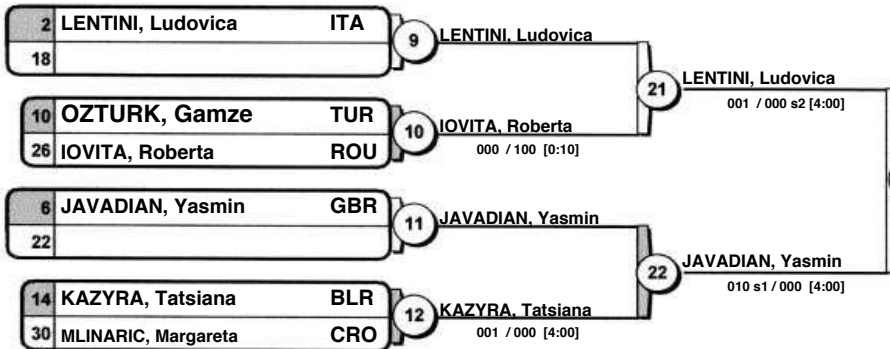 2 LENTINI, Ludovica ITA
18
9
LENTINI, Ludovica
10 OZTURK, Gamze TUR
26 IOVITA, Roberta ROU
10
IOVITA, Roberta
000 / 100 [0:10]
21
LENTINI, Ludovica
001 / 000 s2 [4:00]
6 JAVADIAN, Yasmin GBR
22
11
JAVADIAN, Yasmin
14 KAZYRA, Tatsiana BLR
30 MLINARIC, Margareta CRO
12
KAZYRA, Tatsiana
001 / 000 [4:00]
22
JAVADIAN, Yasmin
010 s1 / 000 [4:00]